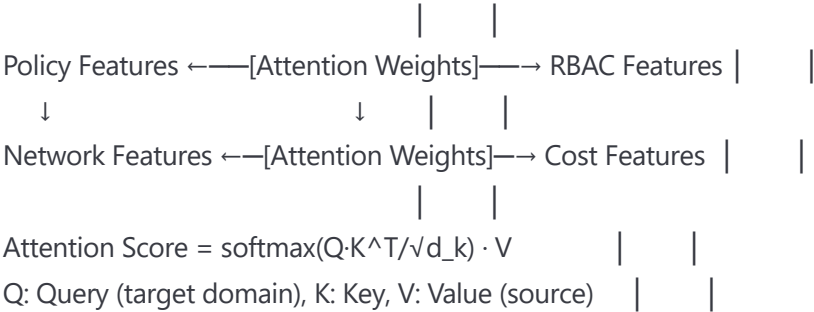 │ │
Policy Features ←──[Attention Weights]──→ RBAC Features │ │
↓ ↓ │ │
Network Features ←─[Attention Weights]─→ Cost Features │ │
│ │
Attention Score = softmax(Q·K^T/√d_k) · V │ │
Q: Query (target domain), K: Key, V: Value (source) │ │